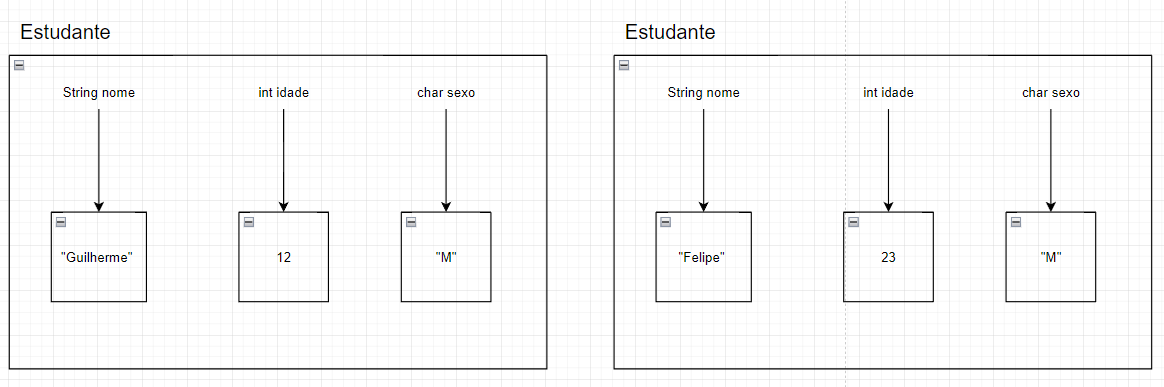 Estudante
String nome
int idade
char sexo
"Guilherme"
12
"M"
Estudante
String nome
int idade
char sexo
"Felipe"
23
"M"